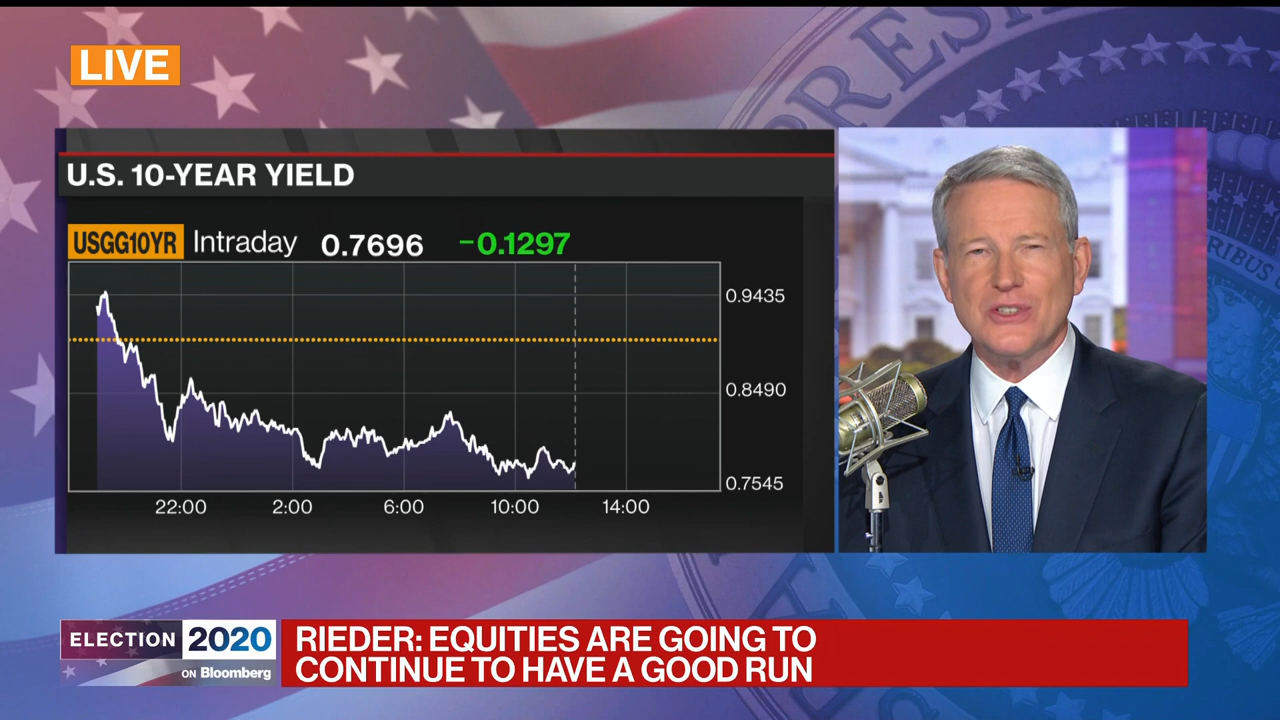 LIVE
PRES
RIBUS
U.S. 10-YEAR YIELD
USGG10YR Intraday 0.7696 -0.1297
0.9435
0.8490
0.7545
22:00 2:00 6:00 10:00 14:00
ELECTION 2020
ON Bloomberg
RIEDER: EQUITIES ARE GOING TO
CONTINUE TO HAVE A GOOD RUN